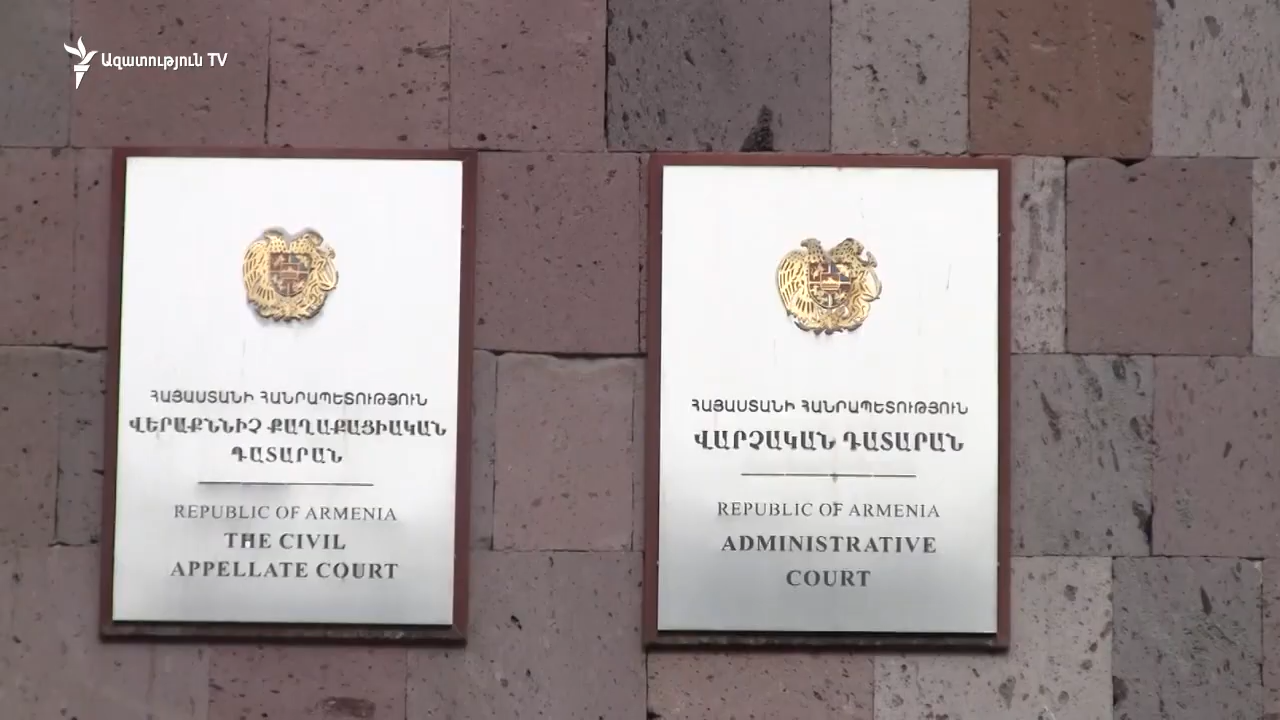 Ազատություն TV
ՀԱՅԱՍՏԱՆԻ ՀԱՆՐԱՊԵՏՈՒԹՅՈՒՆ
ՎԵՐԱՔՆՆԻՉ ՔԱՂԱՔԱՑԻԱԿԱՆ
ԴԱՏԱՐԱՆ
REPUBLIC OF ARMENIA
THE CIVIL
APPELLATE COURT
ՀԱՅԱՍՏԱՆԻ ՀԱՆՐԱՊԵՏՈՒԹՅՈՒՆ
ՎԱՐՉԱԿԱՆ ԴԱՏԱՐԱՆ
REPUBLIC OF ARMENIA
ADMINISTRATIVE
COURT